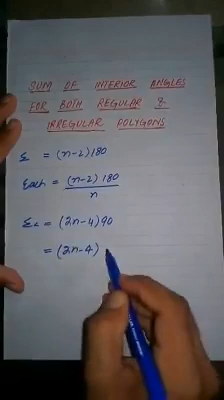 SUM OF INTERIOR ANGLES
FOR BOTH REGULAR &
IRREGULAR POLYGONS
Σ = (n-2)180
Each = (n-2)180
n
Σ = (2n-4)90
= (2n-4)